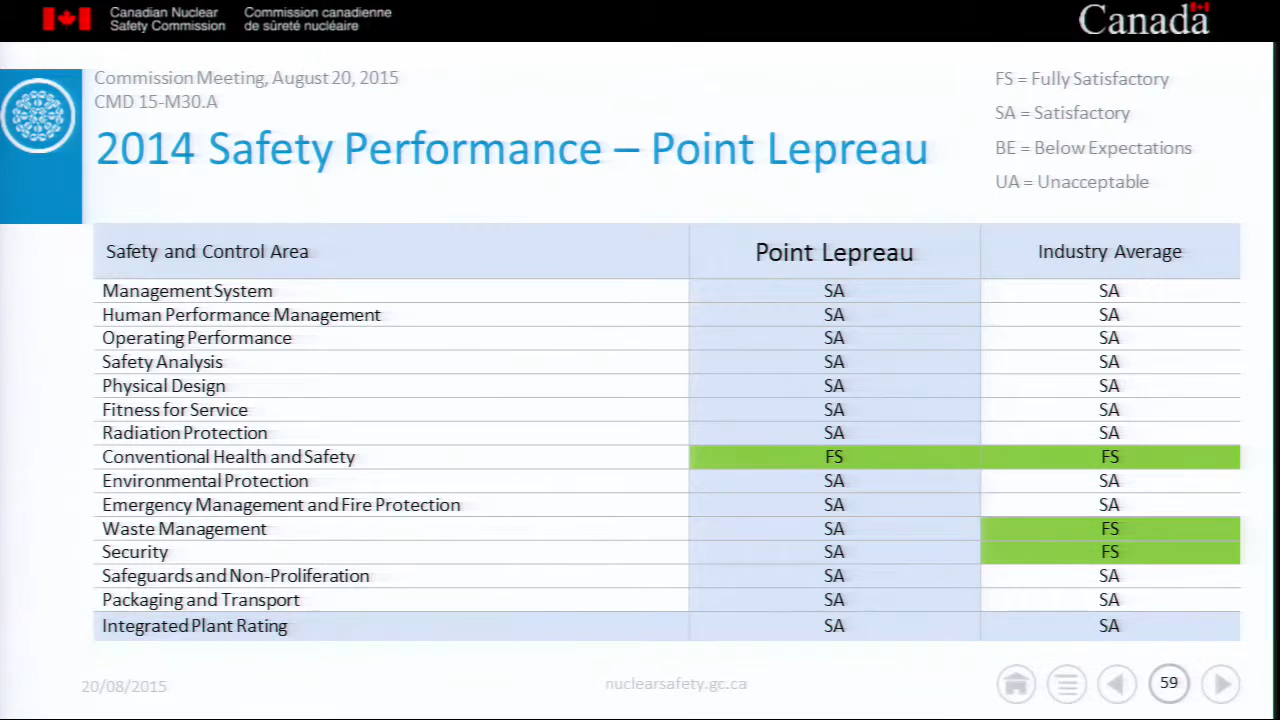 Canadian Nuclear Safety Commission
Commission canadienne de sûreté nucléaire
Canada
Commission Meeting, August 20, 2015
CMD 15-M30.A
2014 Safety Performance – Point Lepreau
FS = Fully Satisfactory
SA = Satisfactory
BE = Below Expectations
UA = Unacceptable
Safety and Control Area Point Lepreau Industry Average
Management System SA SA
Human Performance Management SA SA
Operating Performance SA SA
Safety Analysis SA SA
Physical Design SA SA
Fitness for Service SA SA
Radiation Protection SA SA
Conventional Health and Safety FS FS
Environmental Protection SA SA
Emergency Management and Fire Protection SA SA
Waste Management SA FS
Security SA FS
Safeguards and Non-Proliferation SA SA
Packaging and Transport SA SA
Integrated Plant Rating SA SA
20/08/2015 nuclearsafety.gc.ca 59